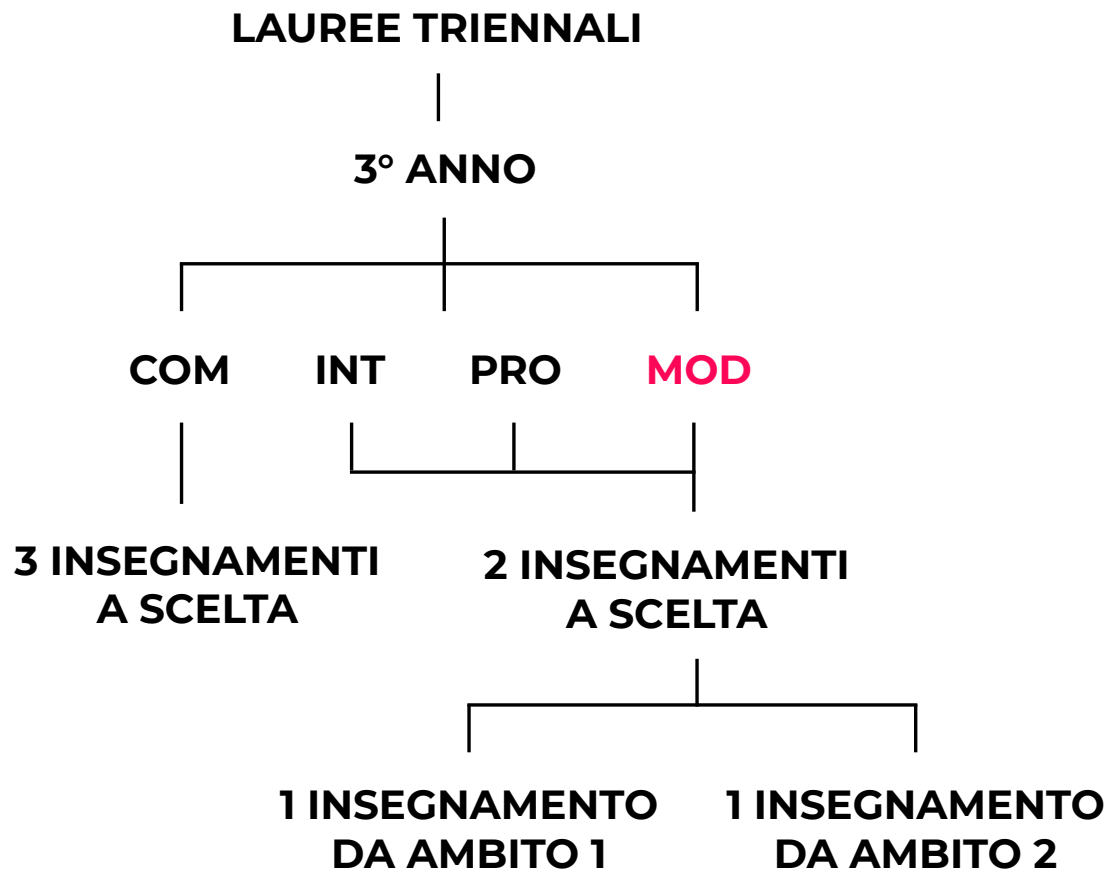 LAUREE TRIENNALI
3° ANNO
COM INT PRO MOD
3 INSEGNAMENTI
A SCELTA
2 INSEGNAMENTI
A SCELTA
1 INSEGNAMENTO
DA AMBITO 1
1 INSEGNAMENTO
DA AMBITO 2